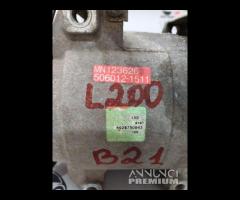 MN123626
506012-1511
L200
B21
ANNUNCI
PREMIUM